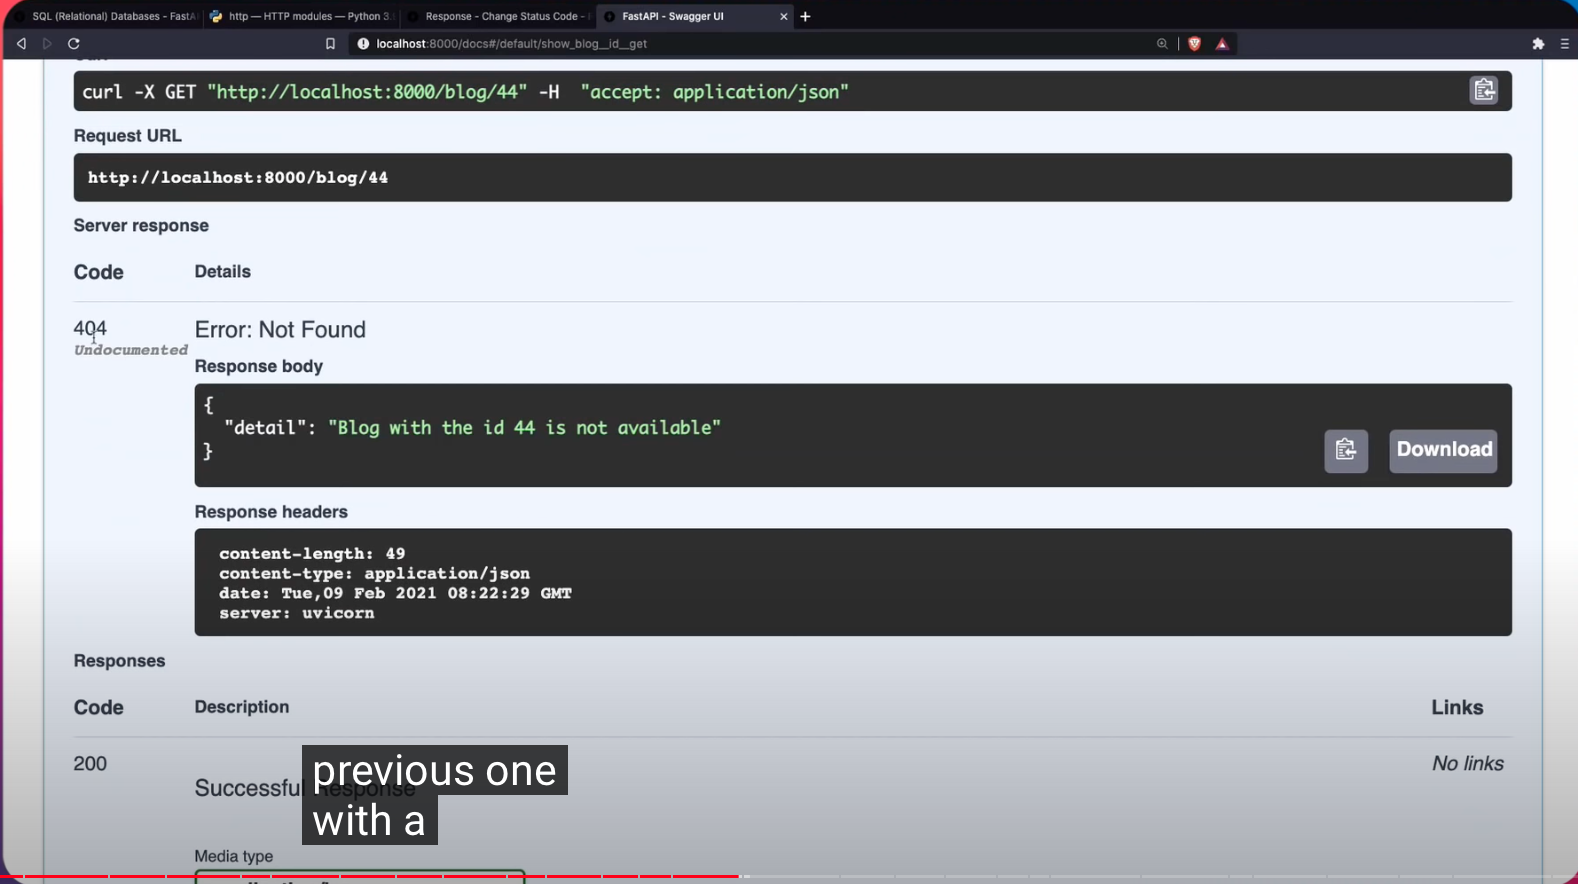 SQL (Relational) Databases - FastA
http — HTTP modules — Python 3.
Response - Change Status Code -
FastAPI - Swagger UI
localhost:8000/docs#/default/show_blog__id__get
curl -X GET "http://localhost:8000/blog/44" -H  "accept: application/json"
Request URL
http://localhost:8000/blog/44
Server response
Code Details
404 Error: Not Found
Undocumented
Response body
{
"detail": "Blog with the id 44 is not available"
}
Download
Response headers
content-length: 49
content-type: application/json
date: Tue,09 Feb 2021 08:22:29 GMT
server: uvicorn
Responses
Code Description Links
200 No links
Successful Response
previous one
with a
Media type